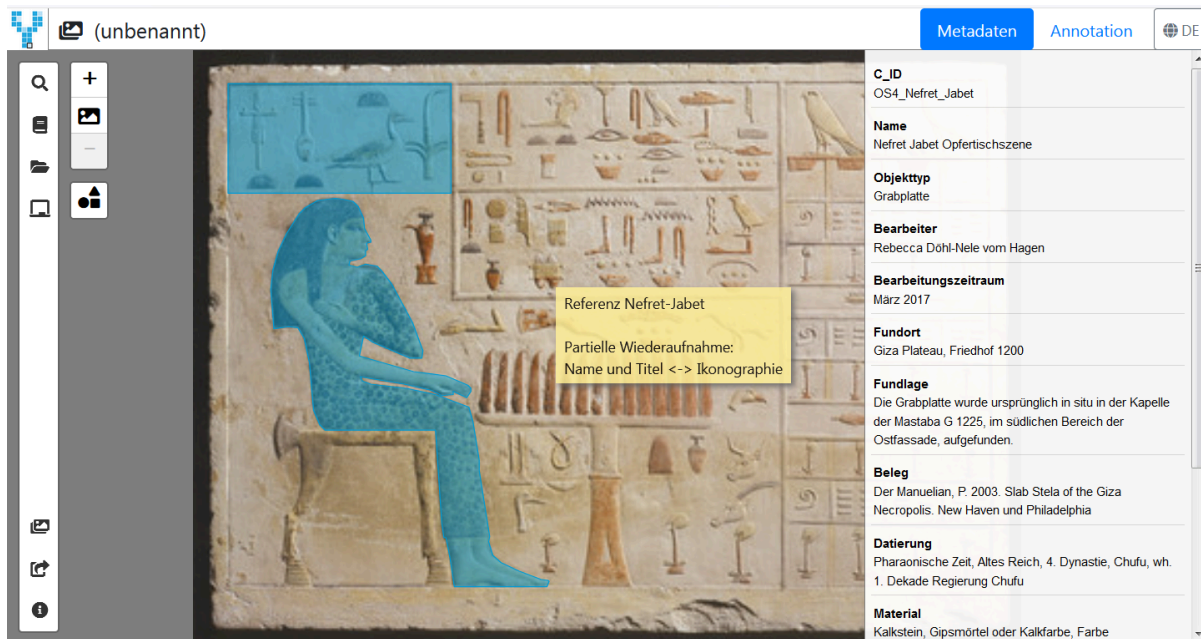 (unbenannt)
Metadaten
Annotation
DE
Referenz Nefret-Jabet
Partielle Wiederaufnahme:
Name und Titel <-> Ikonographie
C_ID
OS4_Nefret_Jabet
Name
Nefret Jabet Opfertischszene
Objekttyp
Grabplatte
Bearbeiter
Rebecca Döhl-Nele vom Hagen
Bearbeitungszeitraum
März 2017
Fundort
Giza Plateau, Friedhof 1200
Fundlage
Die Grabplatte wurde ursprünglich in situ in der Kapelle
der Mastaba G 1225, im südlichen Bereich der
Ostfassade, aufgefunden.
Beleg
Der Manuelian, P. 2003. Slab Stela of the Giza
Necropolis. New Haven und Philadelphia
Datierung
Pharaonische Zeit, Altes Reich, 4. Dynastie, Chufu, wh.
1. Dekade Regierung Chufu
Material
Kalkstein, Gipsmörtel oder Kalkfarbe, Farbe